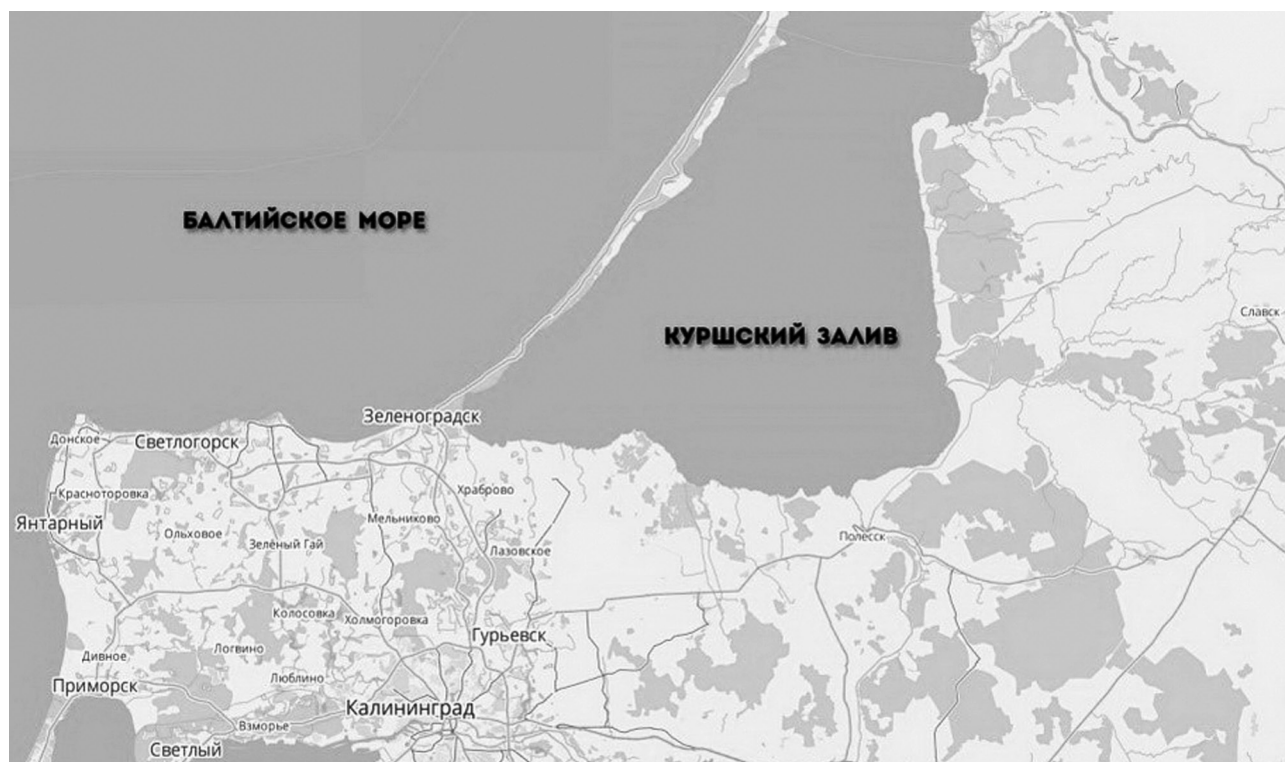 БАЛТИЙСКОЕ МОРЕ
Славск
КУРШСКИЙ ЗАЛИВ
Зеленоградск
Донское
Светлогорск
Храброво
Красноторовка
Мельниково
Янтарный
Ольховое
Полесск
Зелёный Гай
Лазовское
Колосовка
Холмогоровка
Гурьевск
Логвино
Дивное
Люблино
Приморск
Калининград
Взморье
Светлый